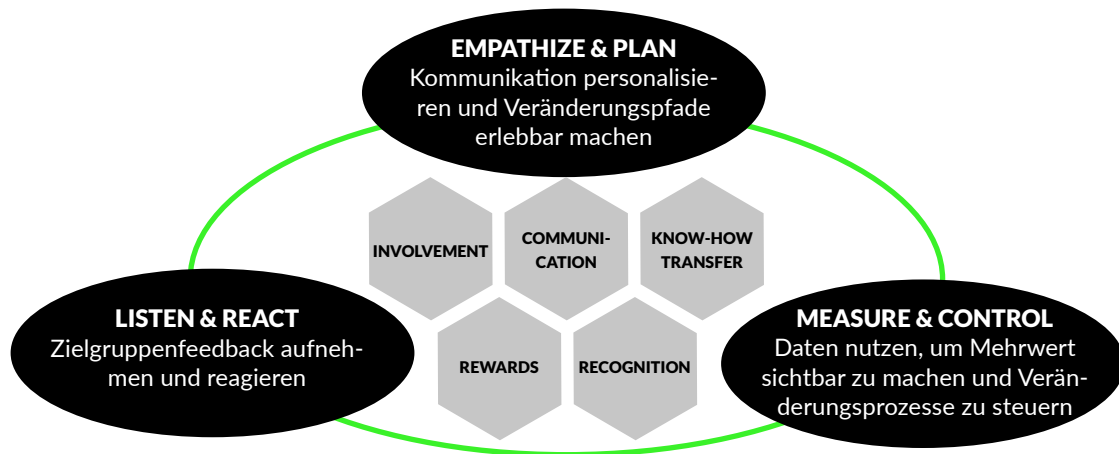 EMPATHIZE & PLAN
Kommunikation personalisie-
ren und Veränderungspfade
erlebbar machen
INVOLVEMENT
COMMUNI-
CATION
KNOW-HOW
TRANSFER
LISTEN & REACT
Zielgruppenfeedback aufneh-
men und reagieren
REWARDS
RECOGNITION
MEASURE & CONTROL
Daten nutzen, um Mehrwert
sichtbar zu machen und Verän-
derungsprozesse zu steuern